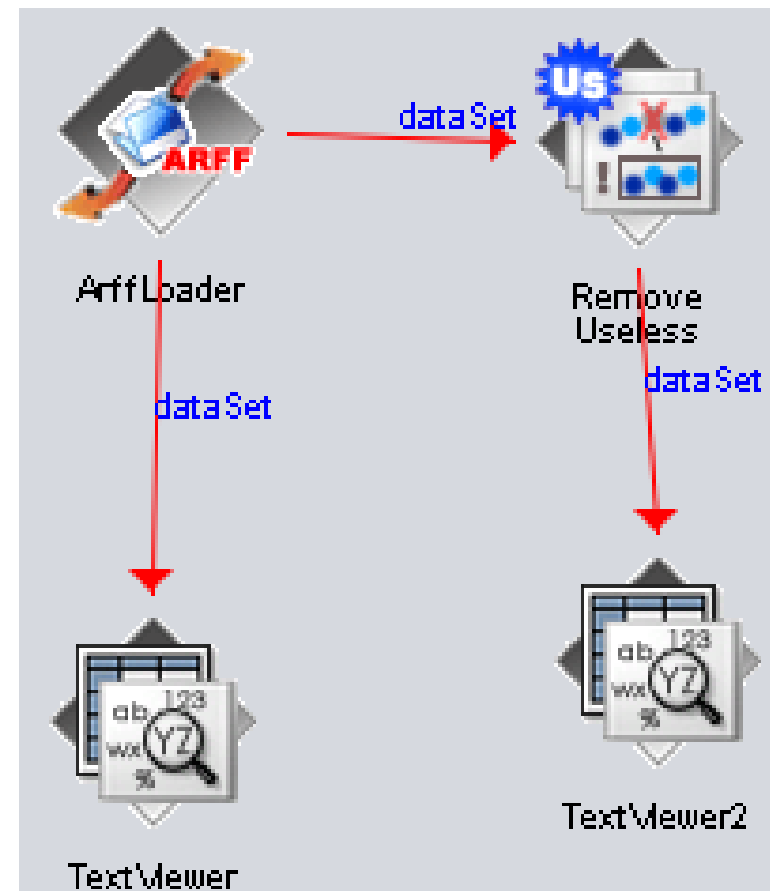 US
dataSet
ARFF
ArffLoader
Remove
Useless
!
dataSet
dataSet
123
ab
YZ
wx
%
TextViewer2
123
ab
YZ
wx
%
TextViewer